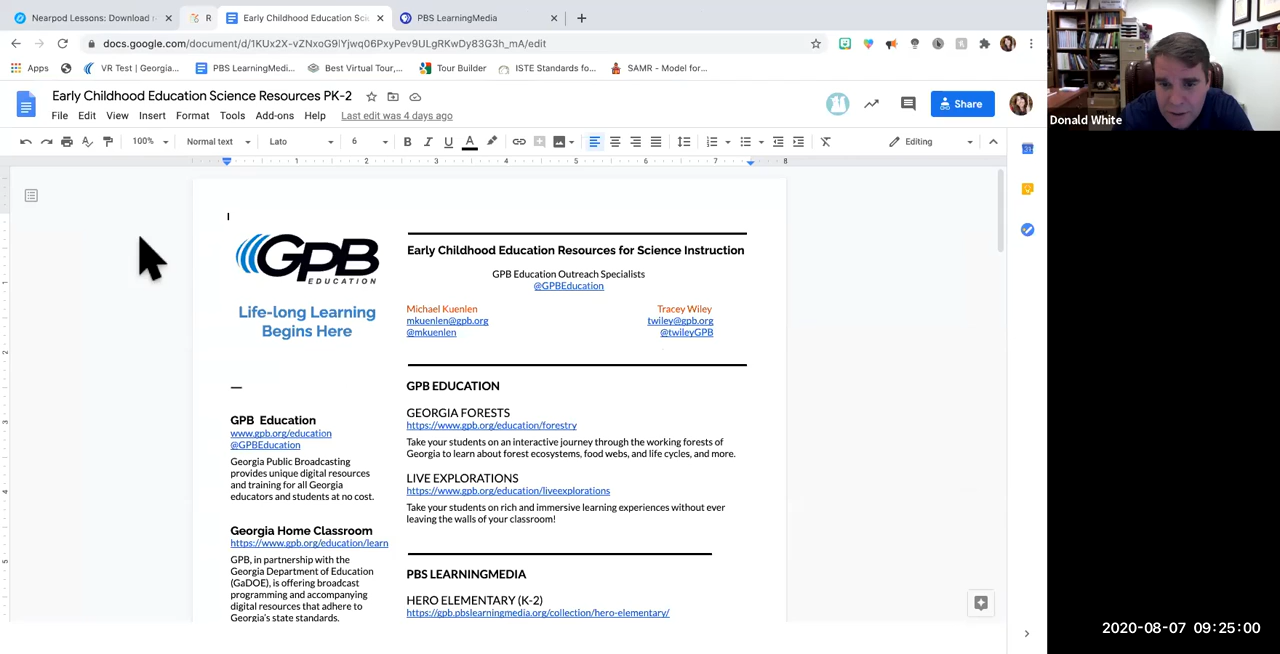 Nearpod Lessons: Download r
R
Early Childhood Education Scie
PBS LearningMedia
docs.google.com/document/d/1KUx2X-vZNxoG9lYjwq06PxyPev9ULgRKwDy83G3h_mA/edit
Apps
VR Test | Georgia...
PBS LearningMedi...
Best Virtual Tour,...
Tour Builder
ISTE Standards fo...
SAMR - Model for...
Donald White
Early Childhood Education Science Resources PK-2
File Edit View Insert Format Tools Add-ons Help Last edit was 4 days ago
Share
100% Normal text Lato 6 B I U A Editing
1 2 3 4 5 6 7 8
GPB
EDUCATION
Life-long Learning
Begins Here
Early Childhood Education Resources for Science Instruction
GPB Education Outreach Specialists
@GPBEducation
Michael Kuenlen
mkuenlen@gpb.org
@mkuenlen
Tracey Wiley
twiley@gpb.org
@twileyGPB
—
GPB Education
www.gpb.org/education
@GPBEducation
Georgia Public Broadcasting
provides unique digital resources
and training for all Georgia
educators and students at no cost.
Georgia Home Classroom
https://www.gpb.org/education/learn
GPB, in partnership with the
Georgia Department of Education
(GaDOE), is offering broadcast
programming and accompanying
digital resources that adhere to
Georgia's state standards.
GPB EDUCATION
GEORGIA FORESTS
https://www.gpb.org/education/forestry
Take your students on an interactive journey through the working forests of
Georgia to learn about forest ecosystems, food webs, and life cycles, and more.
LIVE EXPLORATIONS
https://www.gpb.org/education/liveexplorations
Take your students on rich and immersive learning experiences without ever
leaving the walls of your classroom!
PBS LEARNINGMEDIA
HERO ELEMENTARY (K-2)
https://gpb.pbslearningmedia.org/collection/hero-elementary/
2020-08-07 09:25:00